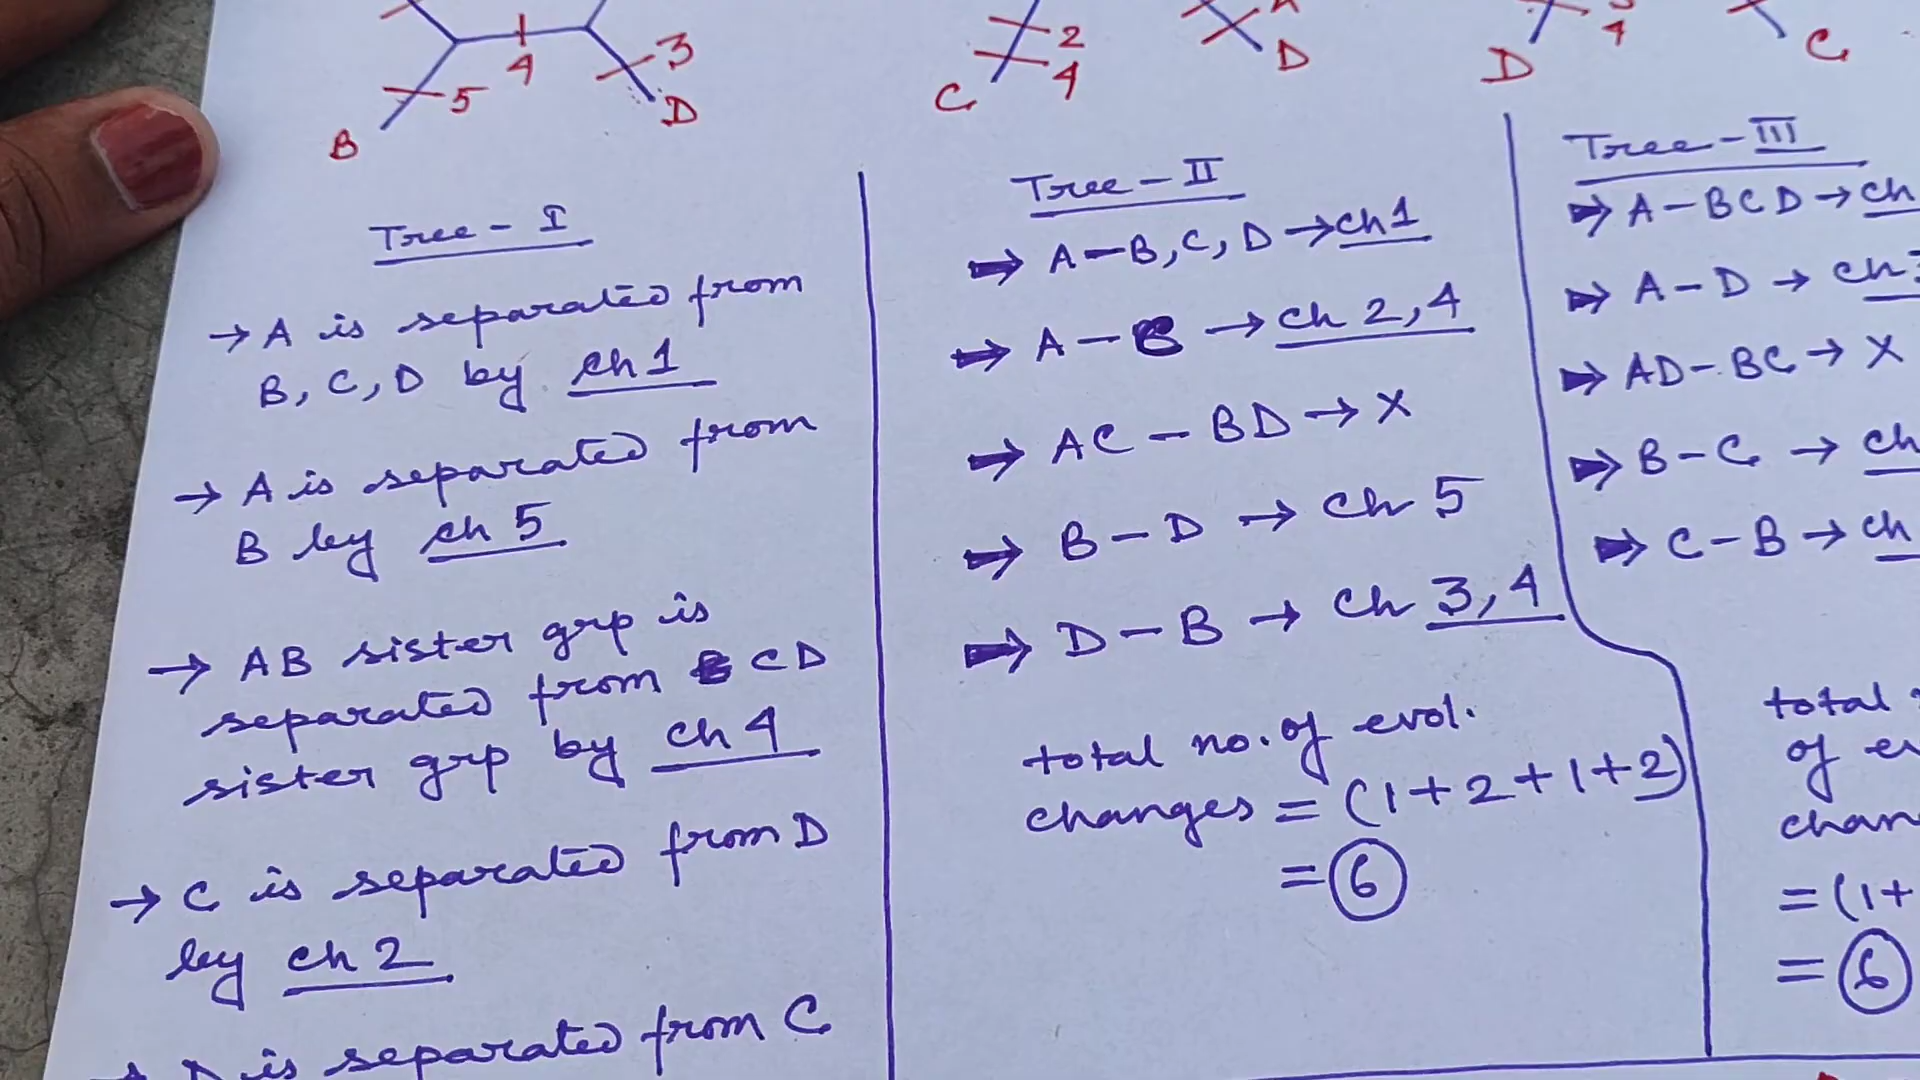 5
4
3
B
D
2
4
C
D
4
D
C
Tree - I
→ A is separated from
B, C, D by ch 1
→ A is separated from
B by ch 5
→ AB sister grp is
separated from CD
sister grp by ch 4
→ C is separated from D
by ch 2
D is separated from C
Tree - II
⇒ A - B, C, D → ch 1
⇒ A - C → ch 2, 4
⇒ AC - BD → X
⇒ B - D → ch 5
⇒ D - B → ch 3, 4
total no. of evol.
changes = (1+2+1+2)
= 6
Tree - III
⇒ A - BCD → ch
⇒ A - D → ch
⇒ AD - BC → X
⇒ B - C → ch
⇒ C - B → ch
total
of
chan
= (1+
= 6